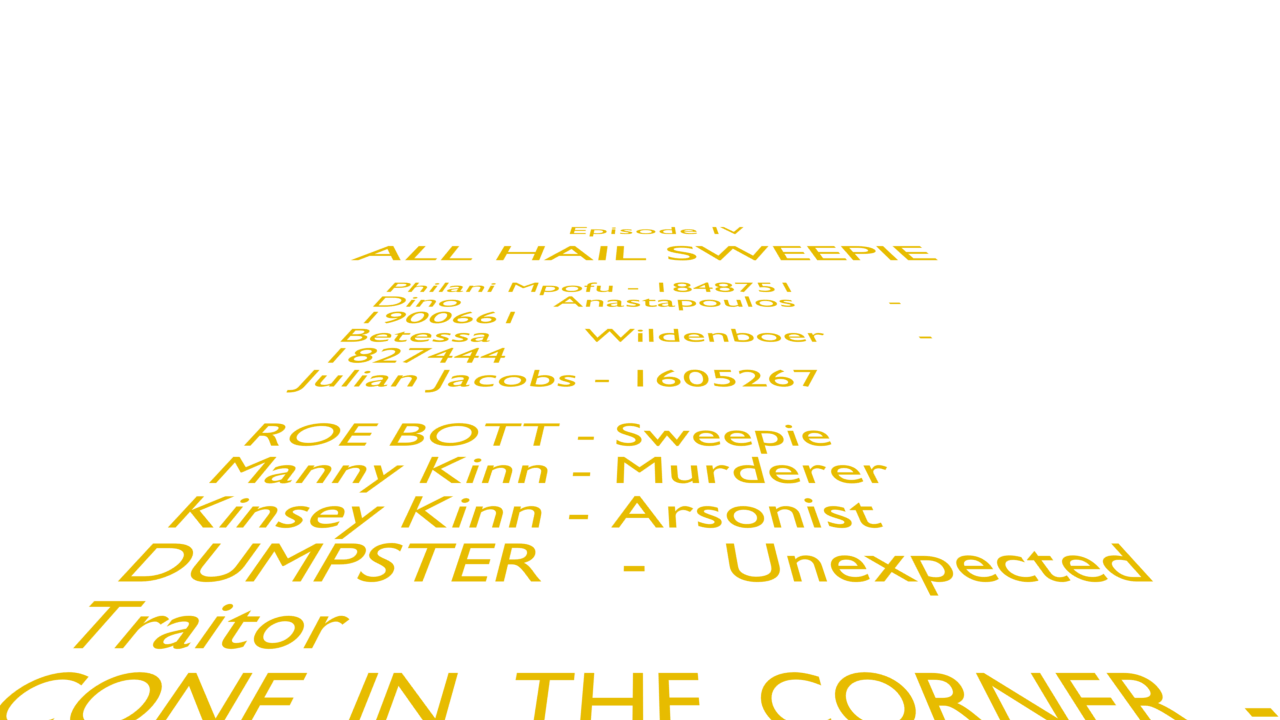 Episode IV
ALL HAIL SWEEPIE
Philani Mpofu - 1848751
Dino Anastapoulos -
1900661
Betessa Wildenboer -
1827444
Julian Jacobs - 1605267
ROE BOTT - Sweepie
Manny Kinn - Murderer
Kinsey Kinn - Arsonist
DUMPSTER - Unexpected
Traitor
CONE IN THE CORNER -